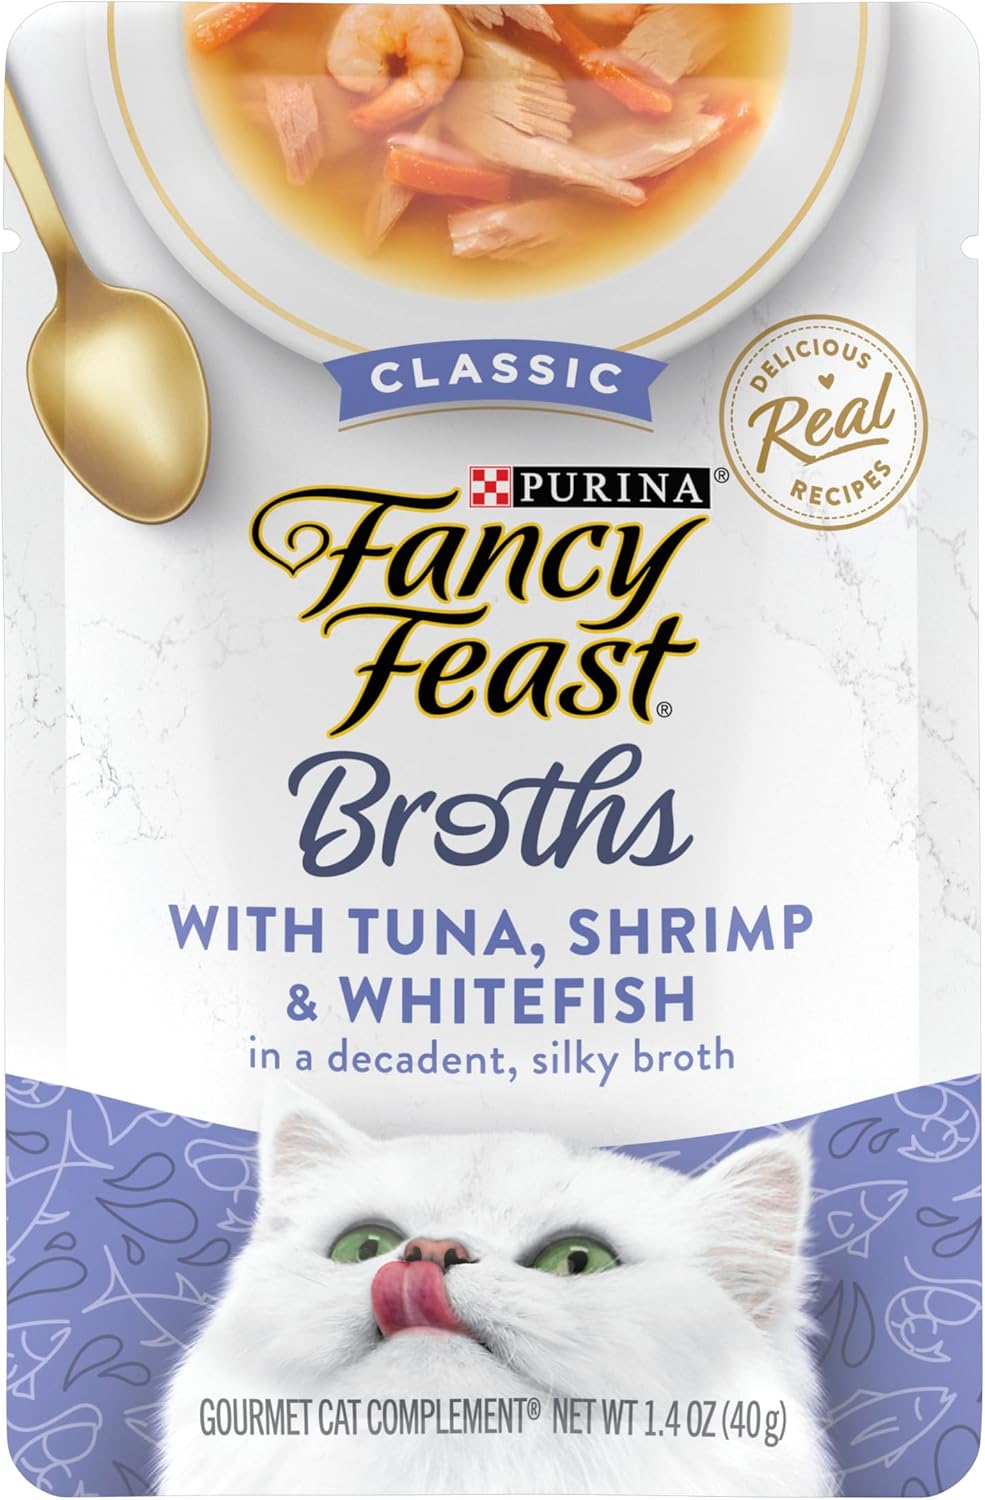 CLASSIC
DELICIOUS
Real
RECIPES
PURINA®
Fancy
Feast®
Broths
WITH TUNA, SHRIMP
& WHITEFISH
in a decadent, silky broth
GOURMET CAT COMPLEMENT® NET WT 1.4 OZ (40 g)